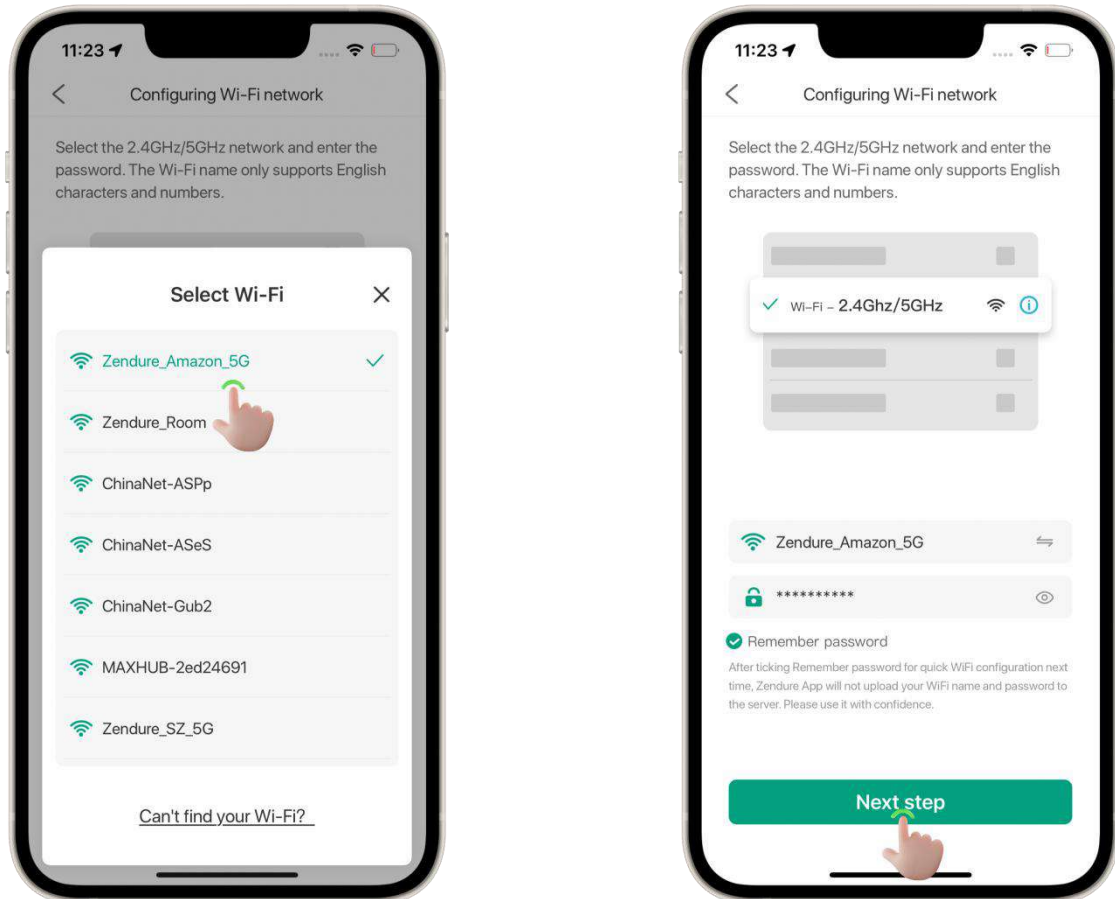 11:23
Configuring Wi-Fi network
Select the 2.4GHz/5GHz network and enter the
password. The Wi-Fi name only supports English
characters and numbers.
Select Wi-Fi
Zendure_Amazon_5G
Zendure_Room
ChinaNet-ASPp
ChinaNet-ASeS
ChinaNet-Gub2
MAXHUB-2ed24691
Zendure_SZ_5G
Can't find your Wi-Fi?
11:23
Configuring Wi-Fi network
Select the 2.4GHz/5GHz network and enter the
password. The Wi-Fi name only supports English
characters and numbers.
Wi-Fi - 2.4Ghz/5GHz
Zendure_Amazon_5G
**********
Remember password
After ticking Remember password for quick WiFi configuration next
time, Zendure App will not upload your WiFi name and password to
the server. Please use it with confidence.
Next step